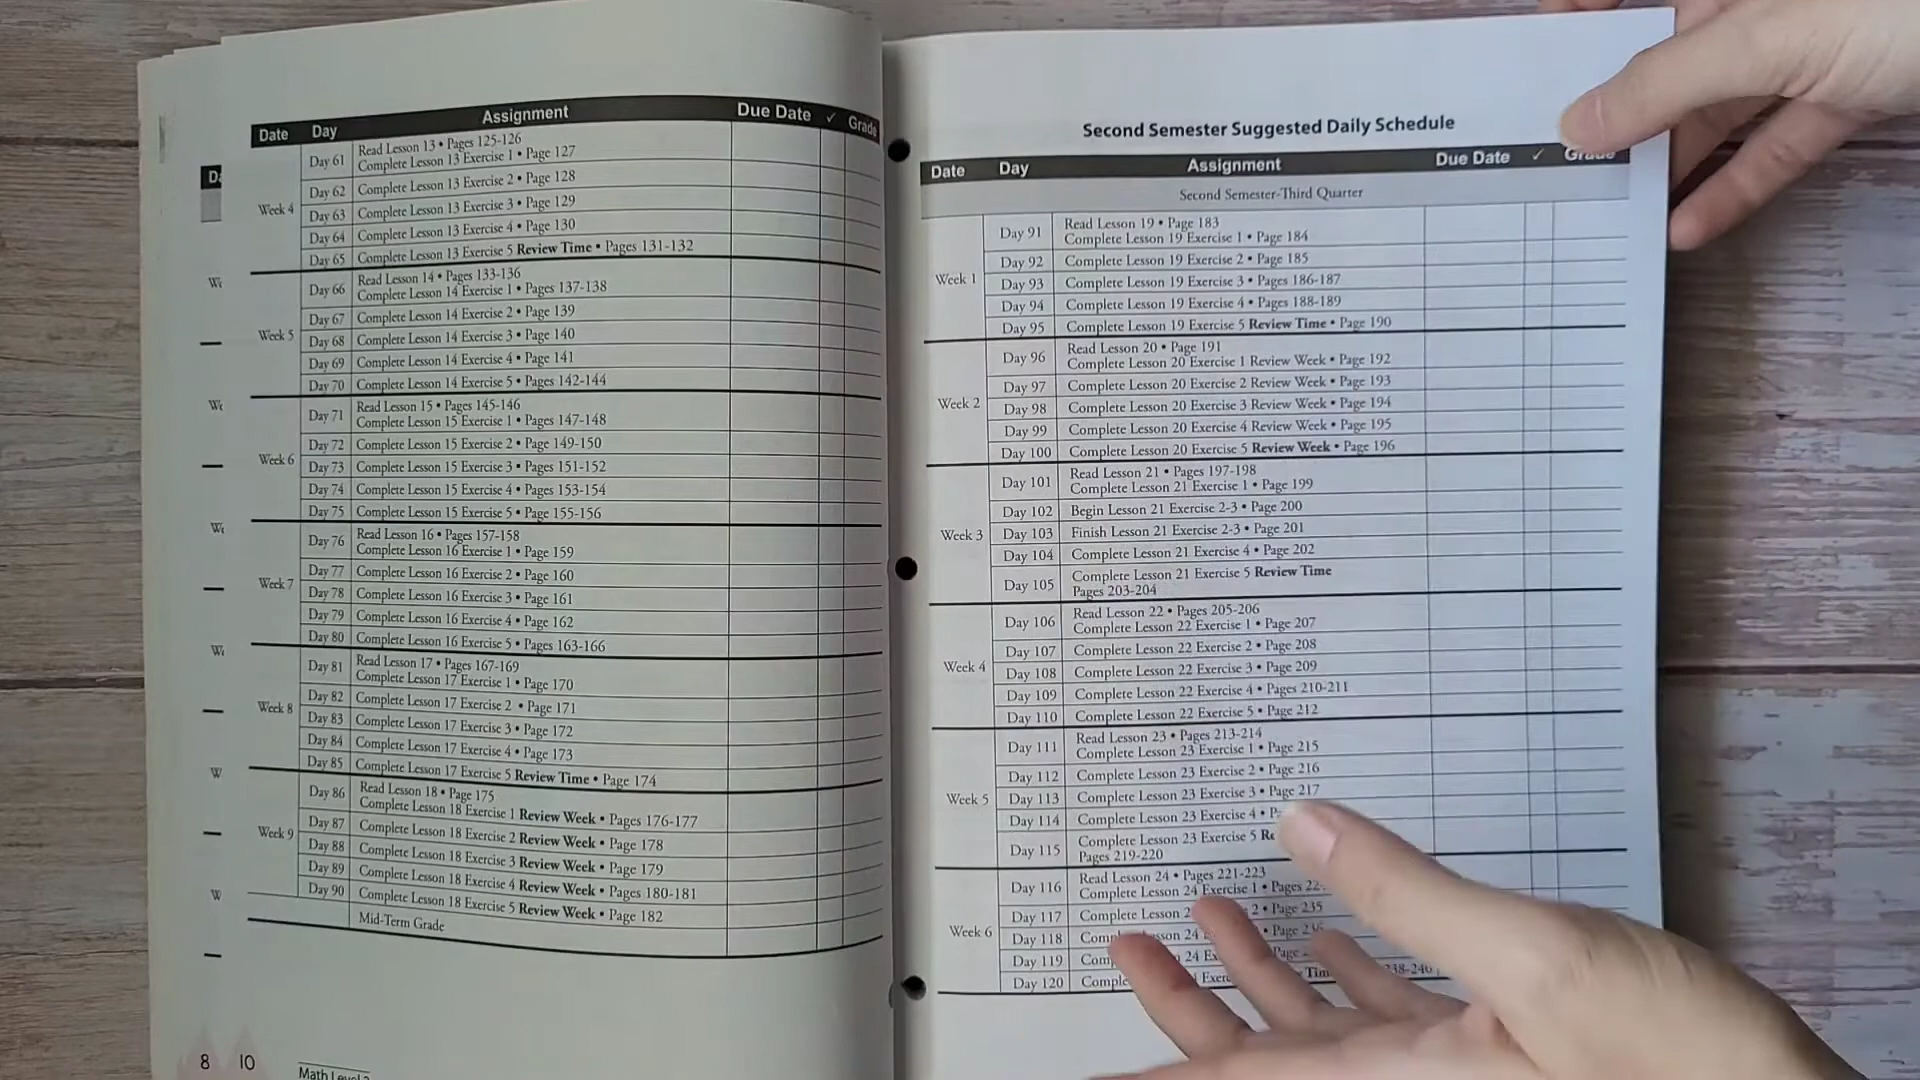 Date Day Assignment Due Date ✓ Grade
Week 4
Day 61 Read Lesson 13 • Pages 125-126
Complete Lesson 13 Exercise 1 • Page 127
Day 62 Complete Lesson 13 Exercise 2 • Page 128
Day 63 Complete Lesson 13 Exercise 3 • Page 129
Day 64 Complete Lesson 13 Exercise 4 • Page 130
Day 65 Complete Lesson 13 Exercise 5 Review Time • Pages 131-132
Week 5
Day 66 Read Lesson 14 • Pages 133-136
Complete Lesson 14 Exercise 1 • Pages 137-138
Day 67 Complete Lesson 14 Exercise 2 • Page 139
Day 68 Complete Lesson 14 Exercise 3 • Page 140
Day 69 Complete Lesson 14 Exercise 4 • Page 141
Day 70 Complete Lesson 14 Exercise 5 • Pages 142-144
Week 6
Day 71 Read Lesson 15 • Pages 145-146
Complete Lesson 15 Exercise 1 • Pages 147-148
Day 72 Complete Lesson 15 Exercise 2 • Page 149-150
Day 73 Complete Lesson 15 Exercise 3 • Pages 151-152
Day 74 Complete Lesson 15 Exercise 4 • Pages 153-154
Day 75 Complete Lesson 15 Exercise 5 • Pages 155-156
Week 7
Day 76 Read Lesson 16 • Pages 157-158
Complete Lesson 16 Exercise 1 • Page 159
Day 77 Complete Lesson 16 Exercise 2 • Page 160
Day 78 Complete Lesson 16 Exercise 3 • Page 161
Day 79 Complete Lesson 16 Exercise 4 • Page 162
Day 80 Complete Lesson 16 Exercise 5 • Pages 163-166
Week 8
Day 81 Read Lesson 17 • Pages 167-169
Complete Lesson 17 Exercise 1 • Page 170
Day 82 Complete Lesson 17 Exercise 2 • Page 171
Day 83 Complete Lesson 17 Exercise 3 • Page 172
Day 84 Complete Lesson 17 Exercise 4 • Page 173
Day 85 Complete Lesson 17 Exercise 5 Review Time • Page 174
Week 9
Day 86 Read Lesson 18 • Page 175
Complete Lesson 18 Exercise 1 Review Week • Pages 176-177
Day 87 Complete Lesson 18 Exercise 2 Review Week • Page 178
Day 88 Complete Lesson 18 Exercise 3 Review Week • Page 179
Day 89 Complete Lesson 18 Exercise 4 Review Week • Pages 180-181
Day 90 Complete Lesson 18 Exercise 5 Review Week • Page 182
Mid-Term Grade
8 10 Math
Second Semester Suggested Daily Schedule
Date Day Assignment Due Date ✓ Grade
Second Semester-Third Quarter
Week 1
Day 91 Read Lesson 19 • Page 183
Complete Lesson 19 Exercise 1 • Page 184
Day 92 Complete Lesson 19 Exercise 2 • Page 185
Day 93 Complete Lesson 19 Exercise 3 • Pages 186-187
Day 94 Complete Lesson 19 Exercise 4 • Pages 188-189
Day 95 Complete Lesson 19 Exercise 5 Review Time • Page 190
Week 2
Day 96 Read Lesson 20 • Page 191
Complete Lesson 20 Exercise 1 Review Week • Page 192
Day 97 Complete Lesson 20 Exercise 2 Review Week • Page 193
Day 98 Complete Lesson 20 Exercise 3 Review Week • Page 194
Day 99 Complete Lesson 20 Exercise 4 Review Week • Page 195
Day 100 Complete Lesson 20 Exercise 5 Review Week • Page 196
Week 3
Day 101 Read Lesson 21 • Pages 197-198
Complete Lesson 21 Exercise 1 • Page 199
Day 102 Begin Lesson 21 Exercise 2-3 • Page 200
Day 103 Finish Lesson 21 Exercise 2-3 • Page 201
Day 104 Complete Lesson 21 Exercise 4 • Page 202
Day 105 Complete Lesson 21 Exercise 5 Review Time
Pages 203-204
Week 4
Day 106 Read Lesson 22 • Pages 205-206
Complete Lesson 22 Exercise 1 • Page 207
Day 107 Complete Lesson 22 Exercise 2 • Page 208
Day 108 Complete Lesson 22 Exercise 3 • Page 209
Day 109 Complete Lesson 22 Exercise 4 • Pages 210-211
Day 110 Complete Lesson 22 Exercise 5 • Page 212
Week 5
Day 111 Read Lesson 23 • Pages 213-214
Complete Lesson 23 Exercise 1 • Page 215
Day 112 Complete Lesson 23 Exercise 2 • Page 216
Day 113 Complete Lesson 23 Exercise 3 • Page 217
Day 114 Complete Lesson 23 Exercise 4 •
Day 115 Complete Lesson 23 Exercise 5
Pages 219-220
Week 6
Day 116 Read Lesson 24 • Pages 221-223
Complete Lesson 24 Exercise 1 • Pages
Day 117 Complete Lesson 2 • Page 235
Day 118 24 • Page
Day 119 24
Day 120